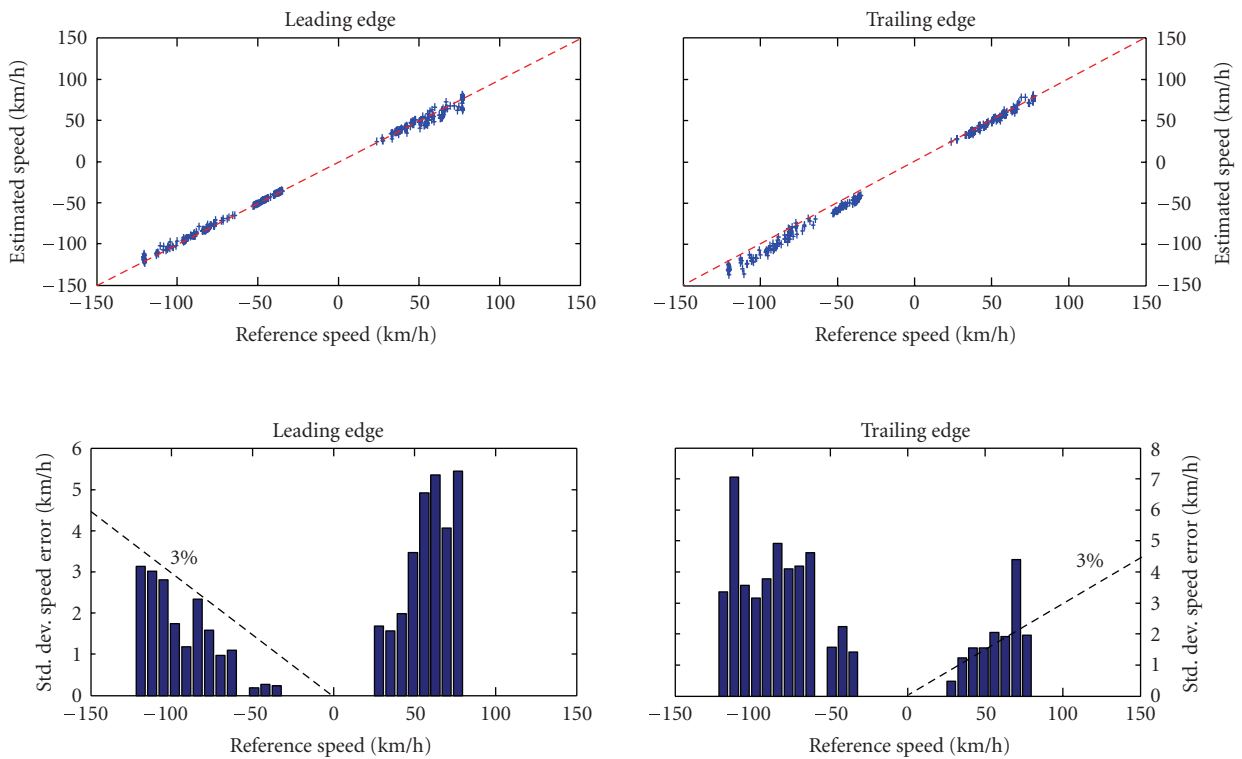 Leading edge
150
100
50
0
−50
−100
−150
Estimated speed (km/h)
−150 −100 −50 0 50 100 150
Reference speed (km/h)
Trailing edge
150
100
50
0
−50
−100
−150
Estimated speed (km/h)
−150 −100 −50 0 50 100 150
Reference speed (km/h)
Leading edge
6
5
4
3
2
1
0
Std. dev. speed error (km/h)
3%
−150 −100 −50 0 50 100 150
Reference speed (km/h)
Trailing edge
8
7
6
5
4
3
2
1
0
Std. dev. speed error (km/h)
3%
−150 −100 −50 0 50 100 150
Reference speed (km/h)